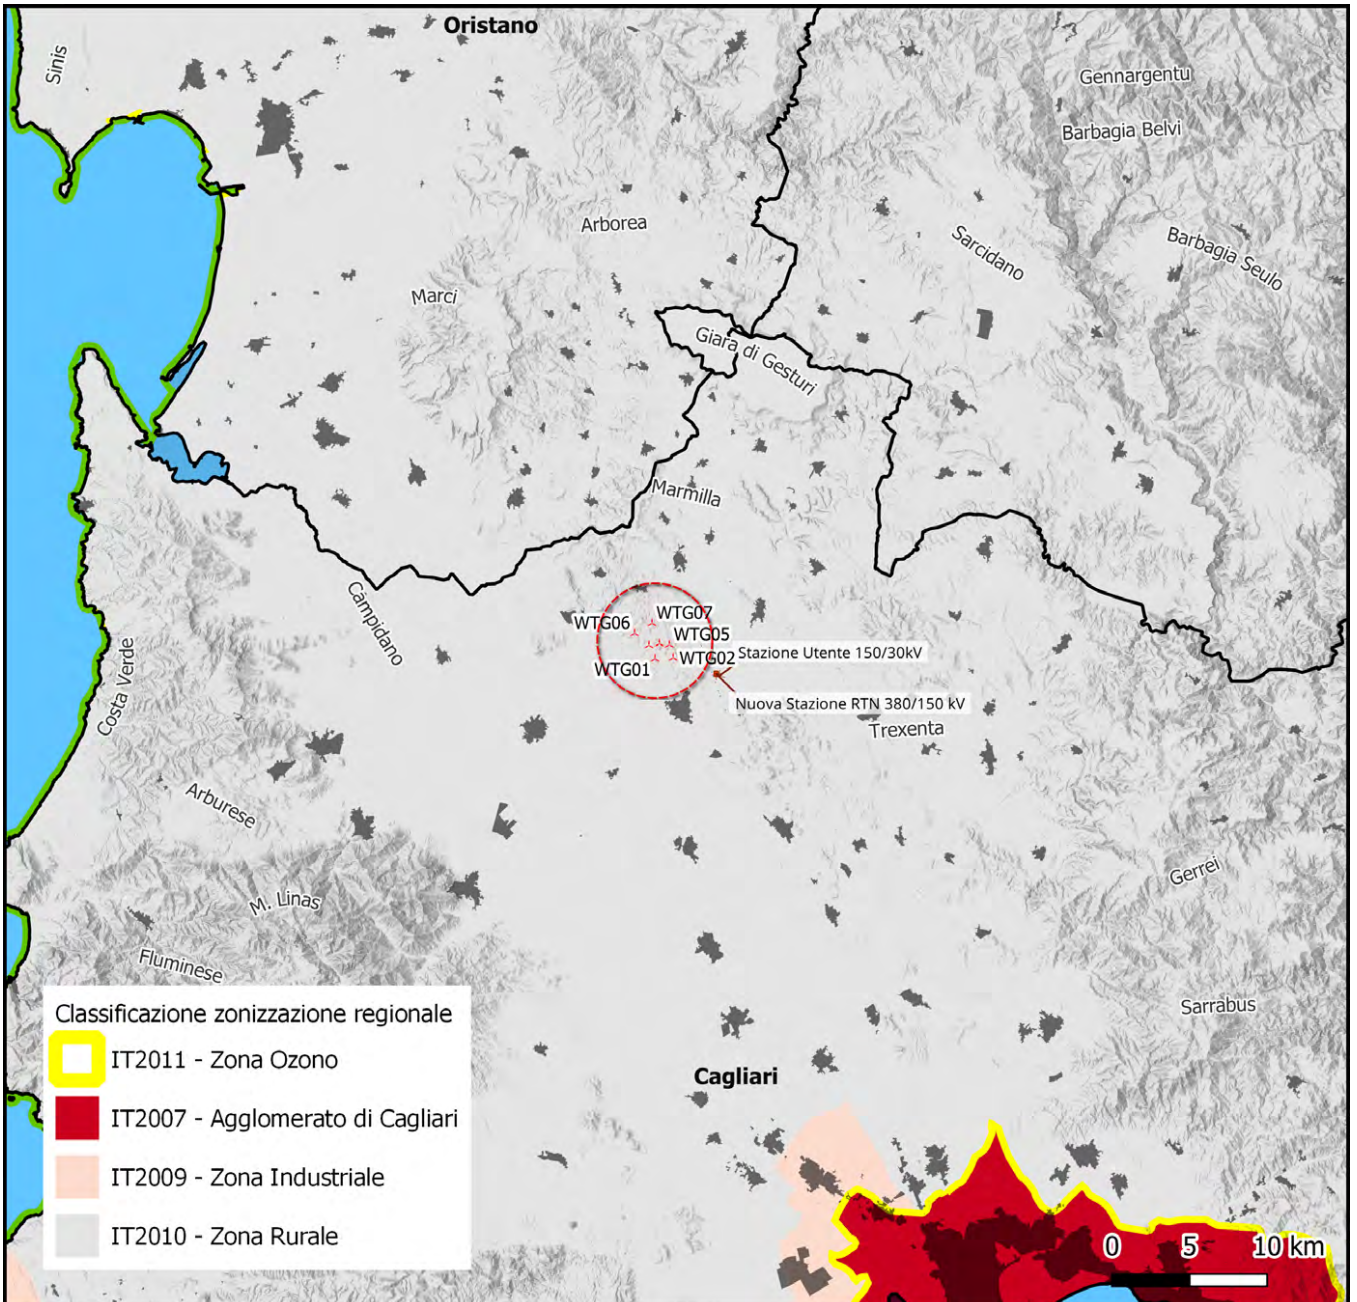 Oristano
Sinis
Gennargentu
Barbagia Belvi
Arborea
Sarcidano
Barbagia Seulo
Marci
Giara di Gesturi
Marmilla
Campidano
WTG07
WTG06
WTG05
WTG02
WTG01
Stazione Utente 150/30kV
Nuova Stazione RTN 380/150 kV
Costa Verde
Trexenta
Arburese
Gerrei
M. Linas
Fluminese
Sarrabus
Cagliari
Classificazione zonizzazione regionale
IT2011 - Zona Ozono
IT2007 - Agglomerato di Cagliari
IT2009 - Zona Industriale
IT2010 - Zona Rurale
0 5 10 km